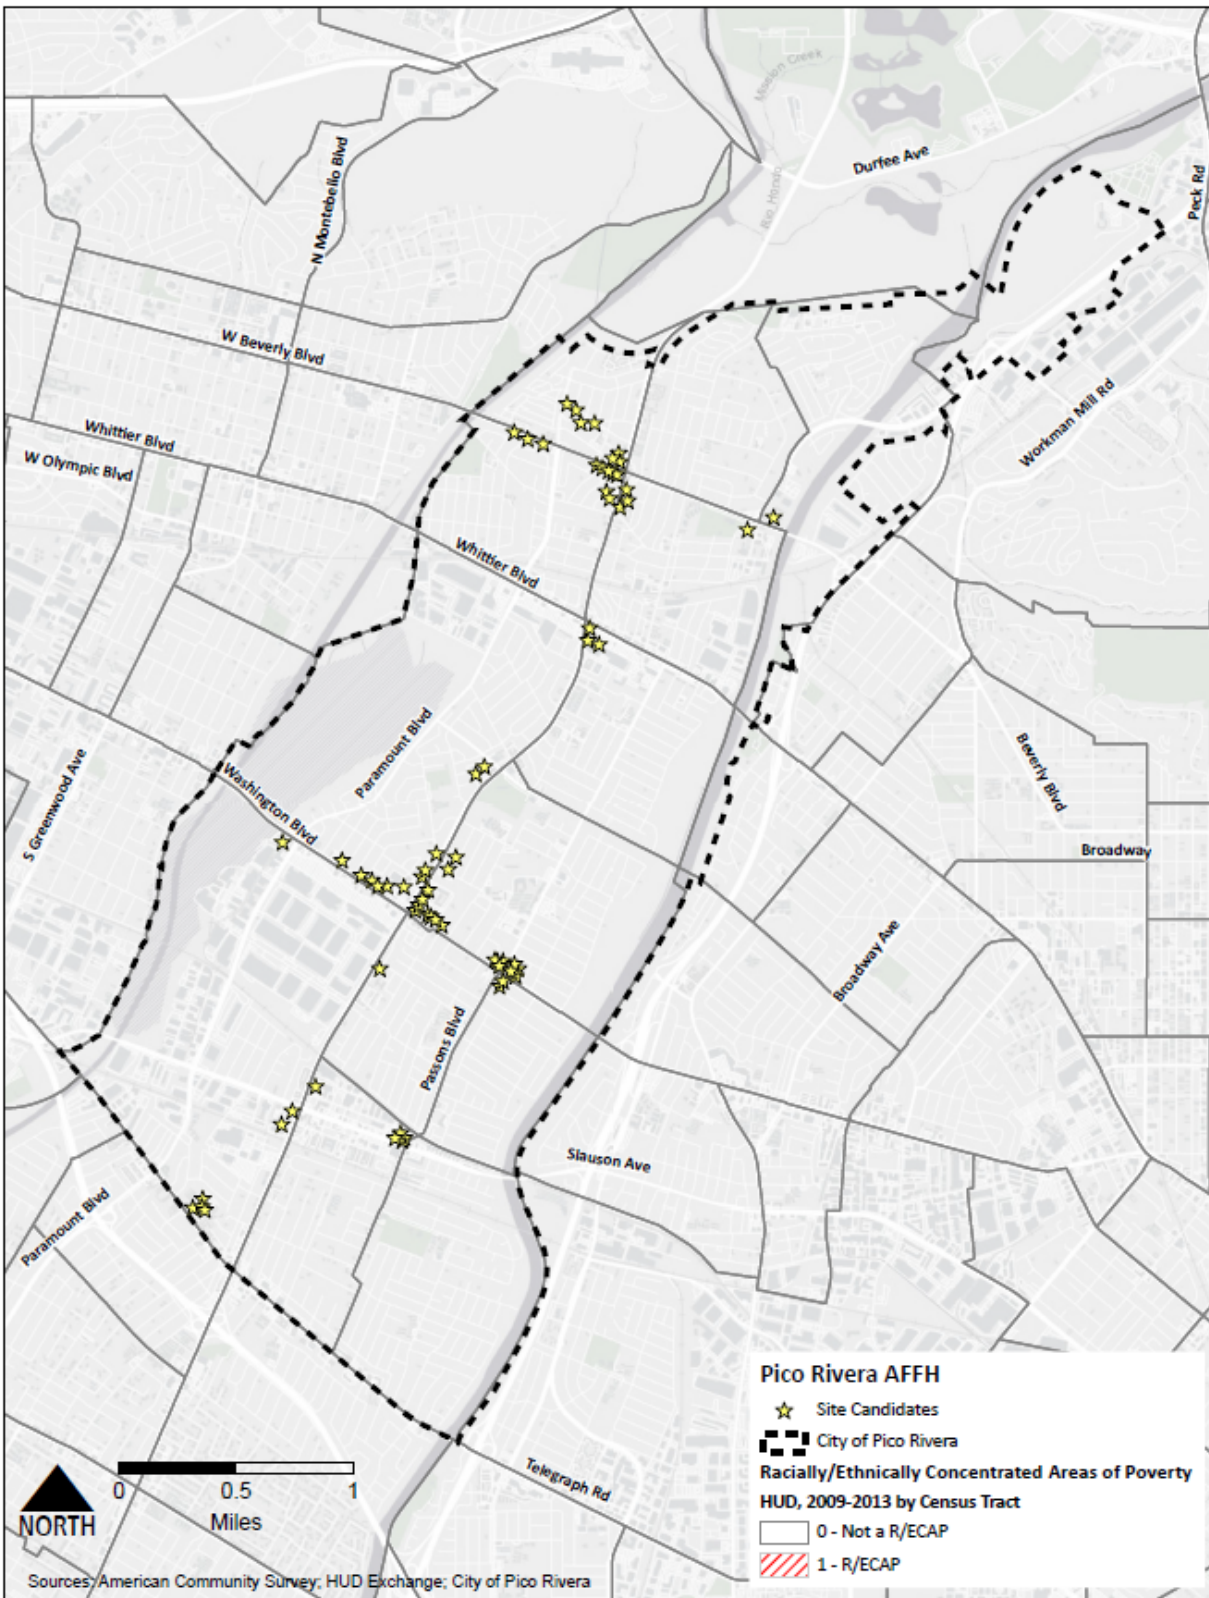 Mission Creek
Durfee Ave
Peck Rd
Rio Hondo
N Montebello Blvd
W Beverly Blvd
Whittier Blvd
W Olympic Blvd
Workman Mill Rd
Whittier Blvd
Paramount Blvd
S Greenwood Ave
Washington Blvd
Beverly Blvd
Broadway
Broadway Ave
Passons Blvd
Slauson Ave
Paramount Blvd
Telegraph Rd
Pico Rivera AFFH
Site Candidates
City of Pico Rivera
Racially/Ethnically Concentrated Areas of Poverty
HUD, 2009-2013 by Census Tract
0 - Not a R/ECAP
1 - R/ECAP
NORTH
0 0.5 1
Miles
Sources: American Community Survey; HUD Exchange; City of Pico Rivera